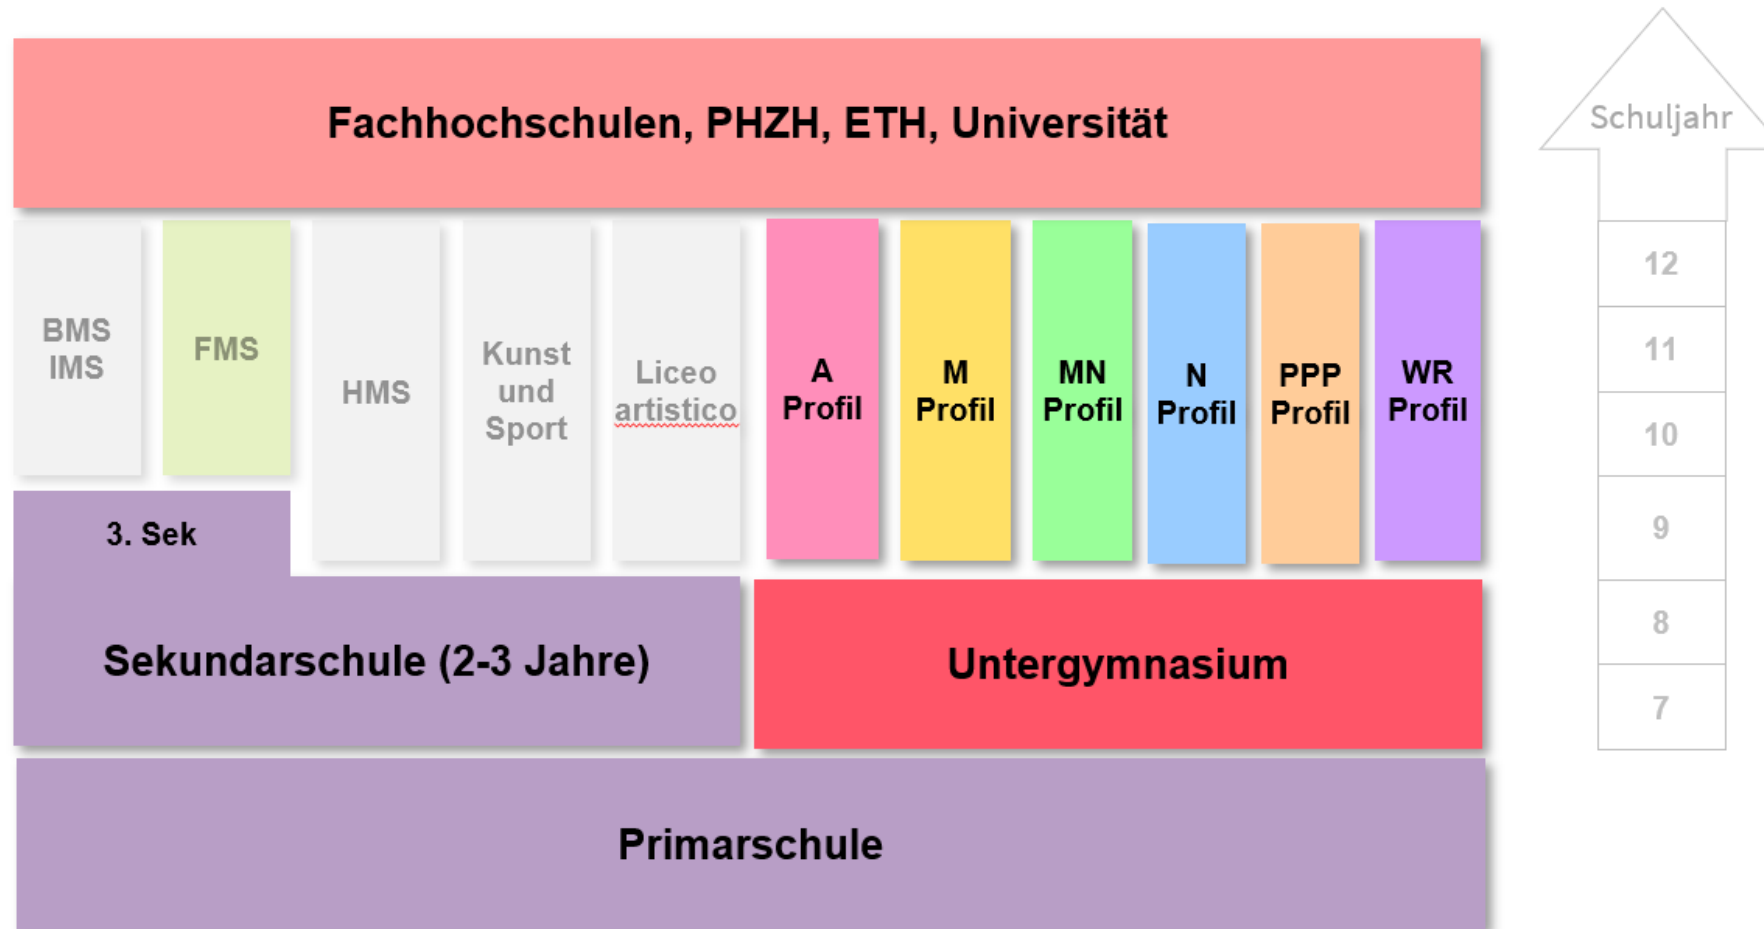 Fachhochschulen, PHZH, ETH, Universität
Schuljahr
BMS
IMS
FMS
HMS
Kunst
und
Sport
Liceo
artistico
A
Profil
M
Profil
MN
Profil
N
Profil
PPP
Profil
WR
Profil
12
11
10
9
8
7
3. Sek
Sekundarschule (2-3 Jahre)
Untergymnasium
Primarschule